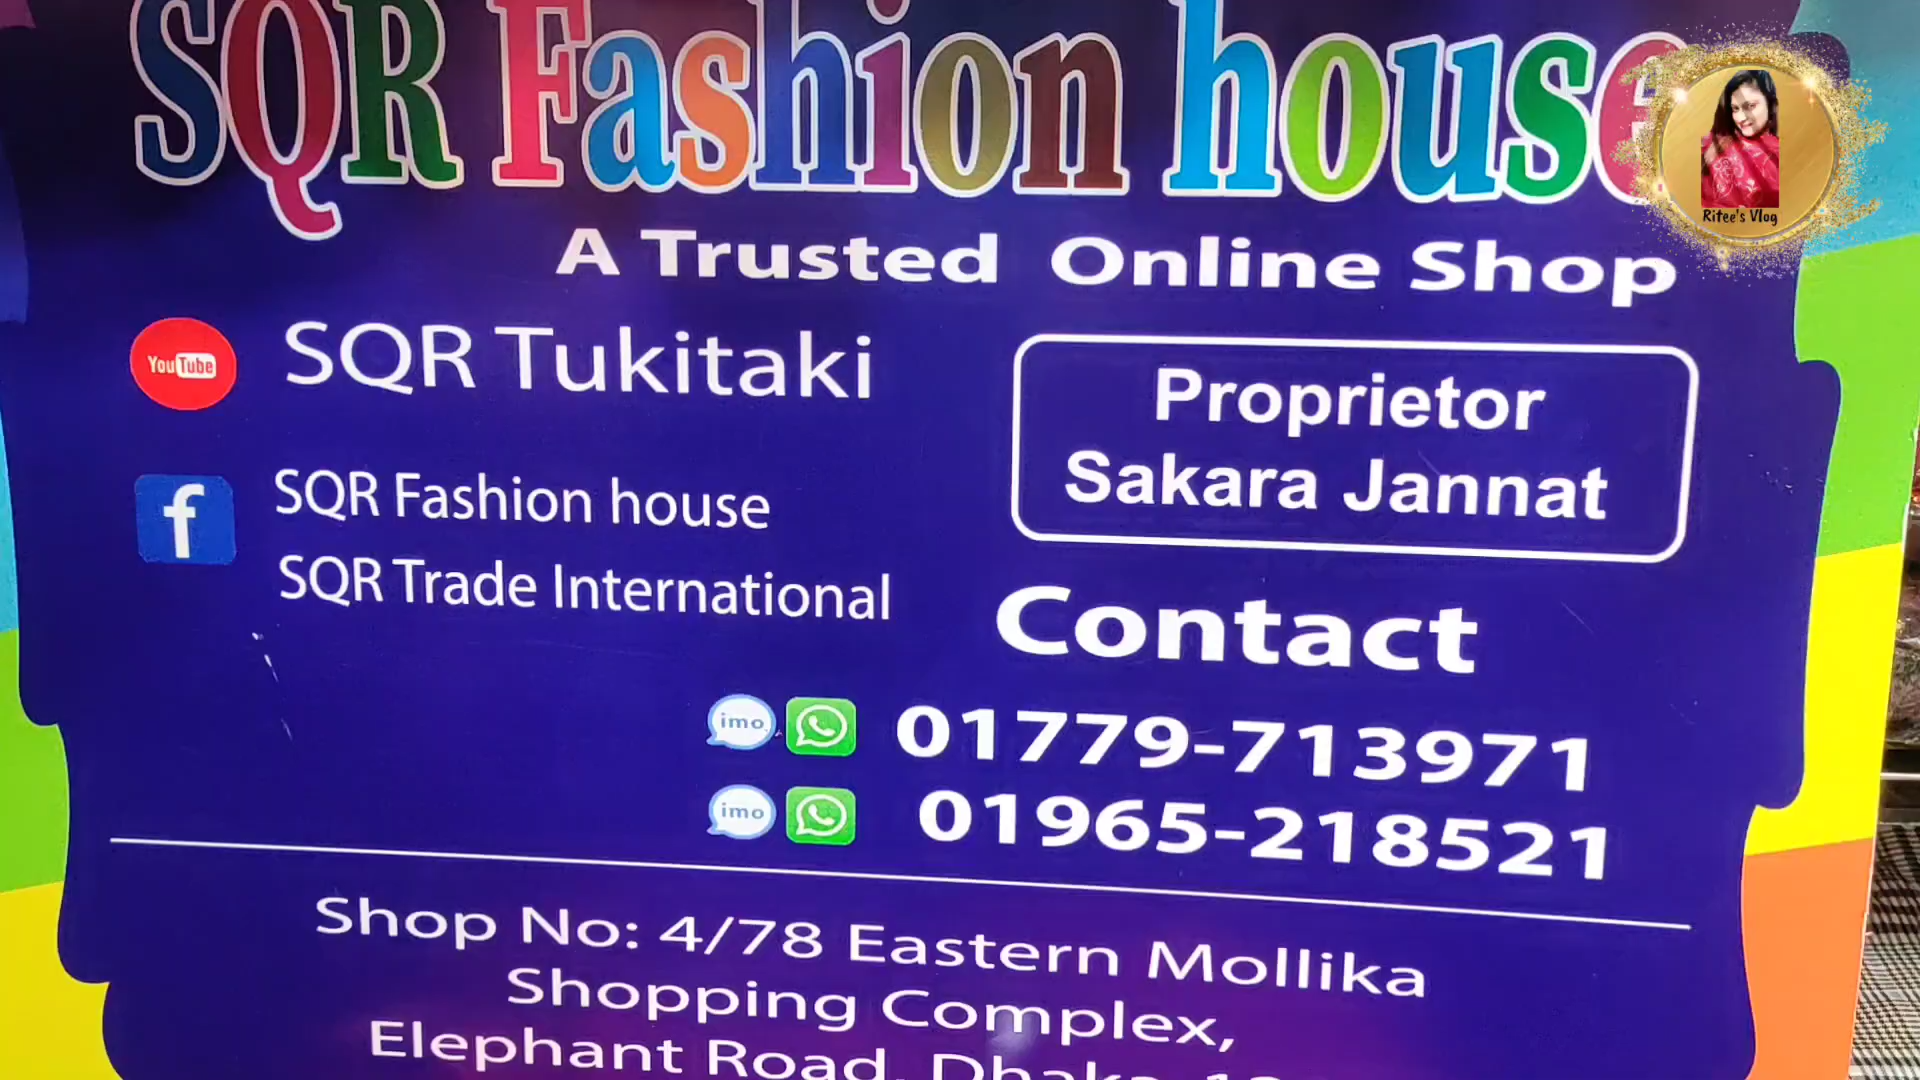 SQR Fashion house
Ritee's Vlog
A Trusted Online Shop
YouTube
SQR Tukitaki
Proprietor
Sakara Jannat
f
SQR Fashion house
SQR Trade International
Contact
imo
01779-713971
imo
01965-218521
Shop No: 4/78 Eastern Mollika
Shopping Complex,
Elephant Road, Dhaka